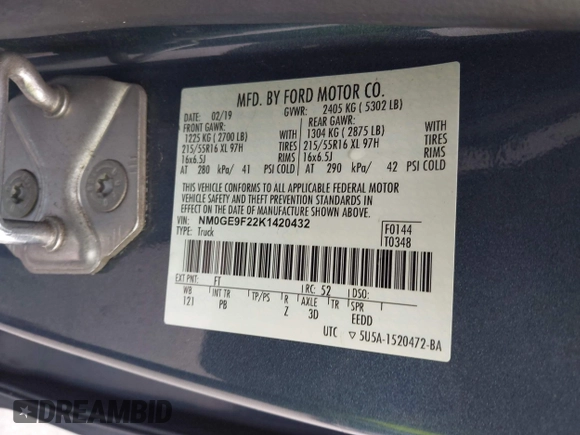 MFD. BY FORD MOTOR CO.
DATE: 02/19 GVWR: 2405 KG ( 5302 LB)
FRONT GAWR: REAR GAWR:
1225 KG ( 2700 LB) 1304 KG ( 2875 LB)
215/55R16 XL 97H TIRES 215/55R16 XL 97H TIRES
16x6.5J RIMS 16x6.5J RIMS
AT 280 kPa/ 41 PSI COLD AT 290 kPa/ 42 PSI COLD
THIS VEHICLE CONFORMS TO ALL APPLICABLE FEDERAL MOTOR
VEHICLE SAFETY AND THEFT PREVENTION STANDARDS IN
EFFECT ON THE DATE OF MANUFACTURE SHOWN ABOVE.
VIN: NM0GE9F22K1420432 F0144
TYPE: Truck T0348
EXT PNT: FT RC: 52 DSO:
WB INT TR TP/PS R AXLE TR SPR
121 PB Z 3D EEDD
UTC 5U5A-1520472-BA
DREAMBID